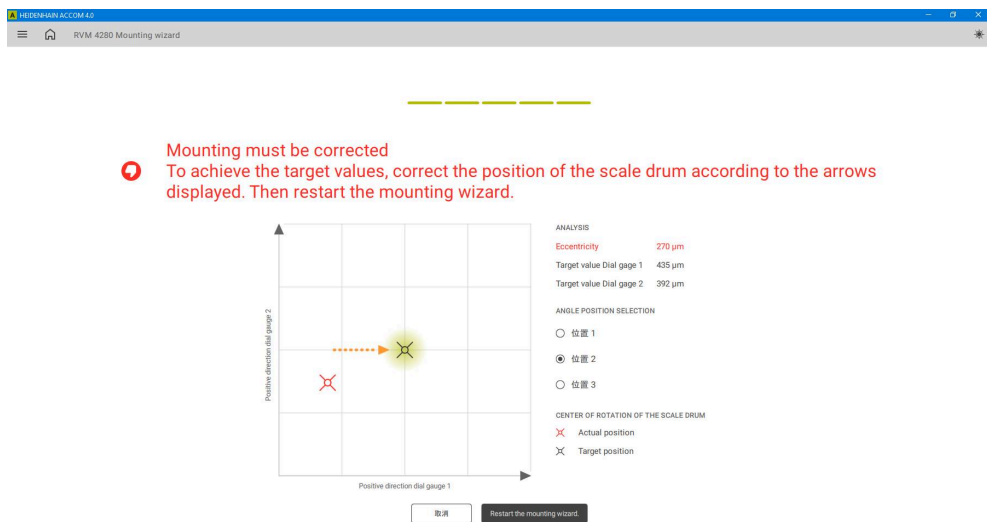 HEIDENHAIN ACCOM 4.0
RVM 4280 Mounting wizard
Mounting must be corrected
To achieve the target values, correct the position of the scale drum according to the arrows
displayed. Then restart the mounting wizard.
Positive direction dial gauge 2
Positive direction dial gauge 1
ANALYSIS
Eccentricity 270 μm
Target value Dial gage 1 435 μm
Target value Dial gage 2 392 μm
ANGLE POSITION SELECTION
位置 1
位置 2
位置 3
CENTER OF ROTATION OF THE SCALE DRUM
Actual position
Target position
取消
Restart the mounting wizard.